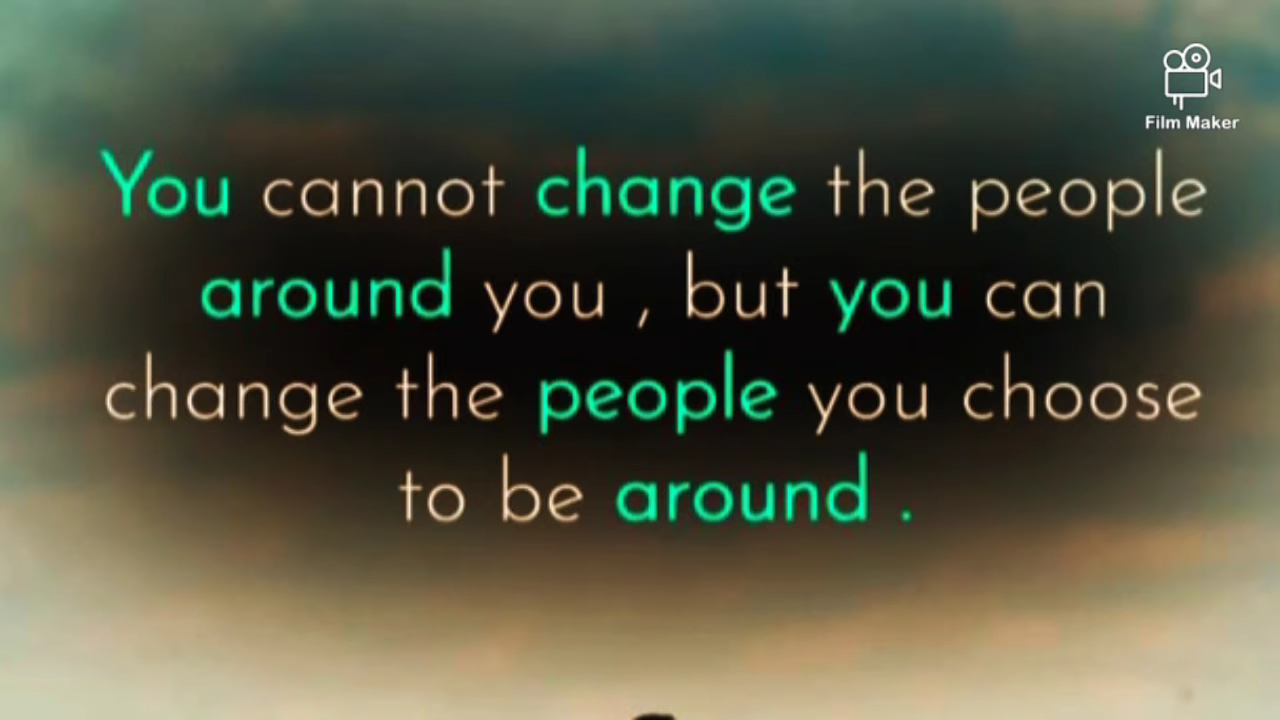 Film Maker
You cannot change the people
around you , but you can
change the people you choose
to be around .